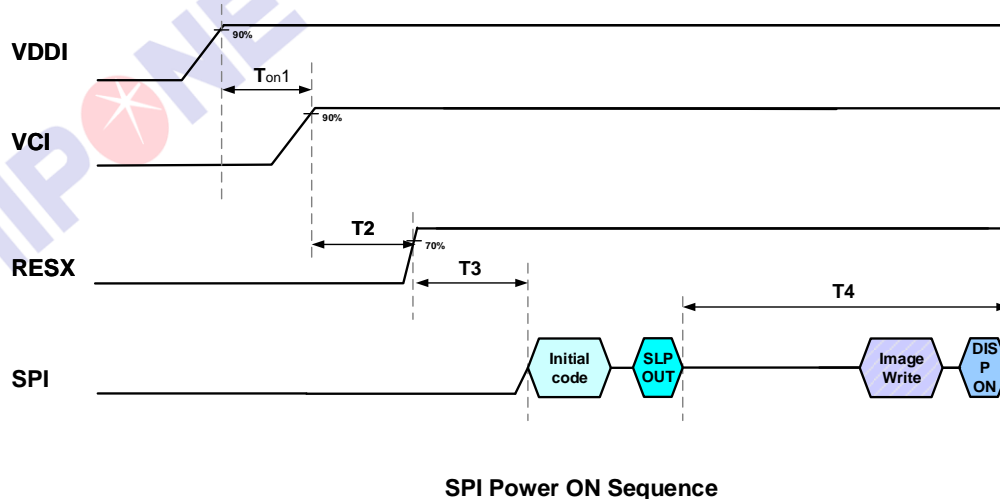 VDDI
90%
Ton1
VCI
90%
T2
RESX
70%
T3
T4
SPI
Initial
code
SLP
OUT
Image
Write
DIS
P
ON
SPI Power ON Sequence
HIPONE